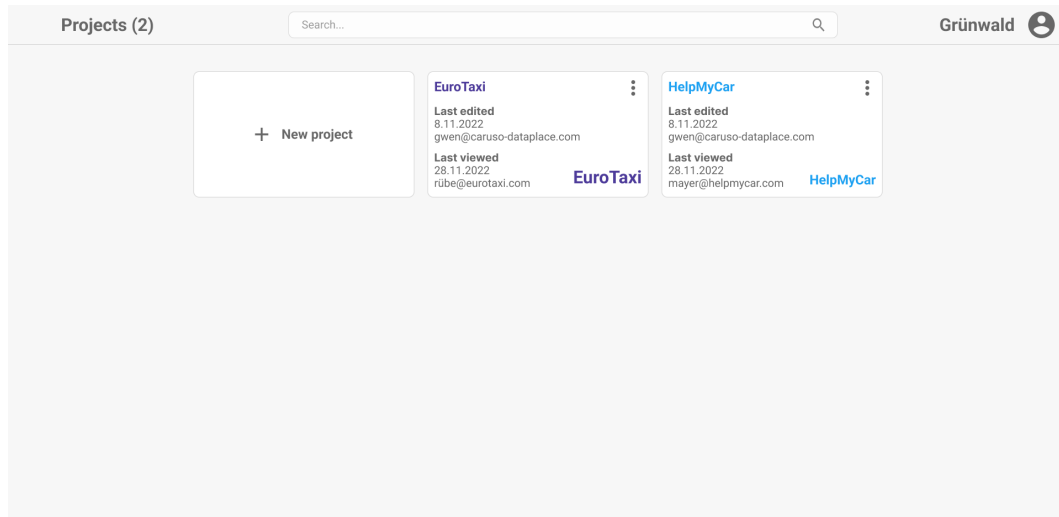 Projects (2)
Search...
Grünwald
New project
EuroTaxi
Last edited
8.11.2022
gwen@caruso-dataplace.com
Last viewed
28.11.2022
rübe@eurotaxi.com
EuroTaxi
HelpMyCar
Last edited
8.11.2022
gwen@caruso-dataplace.com
Last viewed
28.11.2022
mayer@helpmycar.com
HelpMyCar